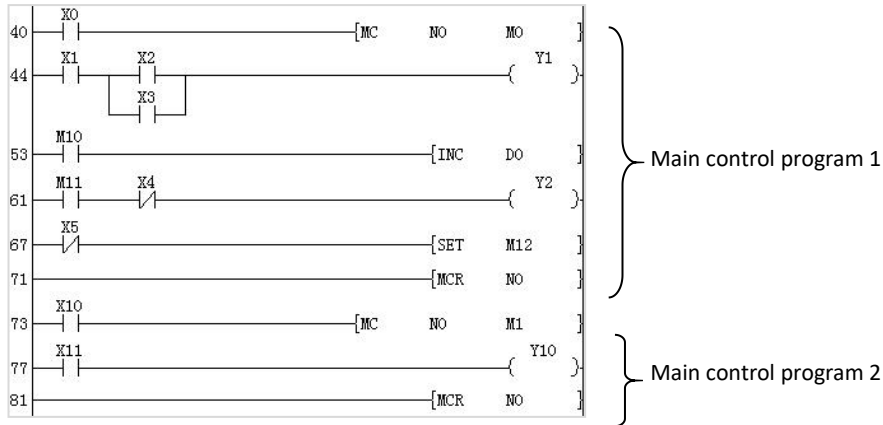 X0
40 MC N0 M0
X1 X2 Y1
44
X3
M10
53 INC D0
M11 X4 Y2
61
X5
67 SET M12
71 MCR N0
X10
73 MC N0 M1
X11 Y10
77
81 MCR N0
Main control program 1
Main control program 2